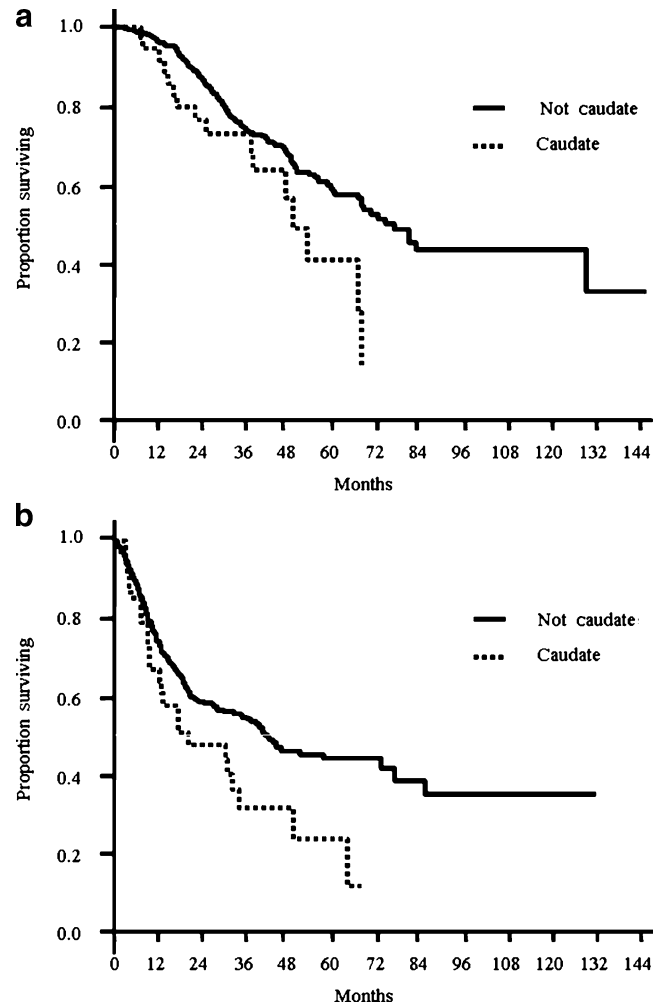 a
1.0
0.8
0.6
0.4
0.2
0.0
Proportion surviving
Not caudate
Caudate
0 12 24 36 48 60 72 84 96 108 120 132 144
Months
b
1.0
0.8
0.6
0.4
0.2
0.0
Proportion surviving
Not caudate
Caudate
0 12 24 36 48 60 72 84 96 108 120 132 144
Months